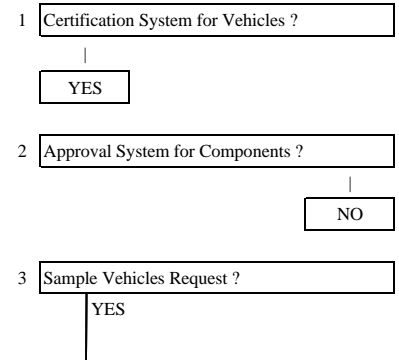 1 Certification System for Vehicles ?
YES
2 Approval System for Components ?
NO
3 Sample Vehicles Request ?
YES